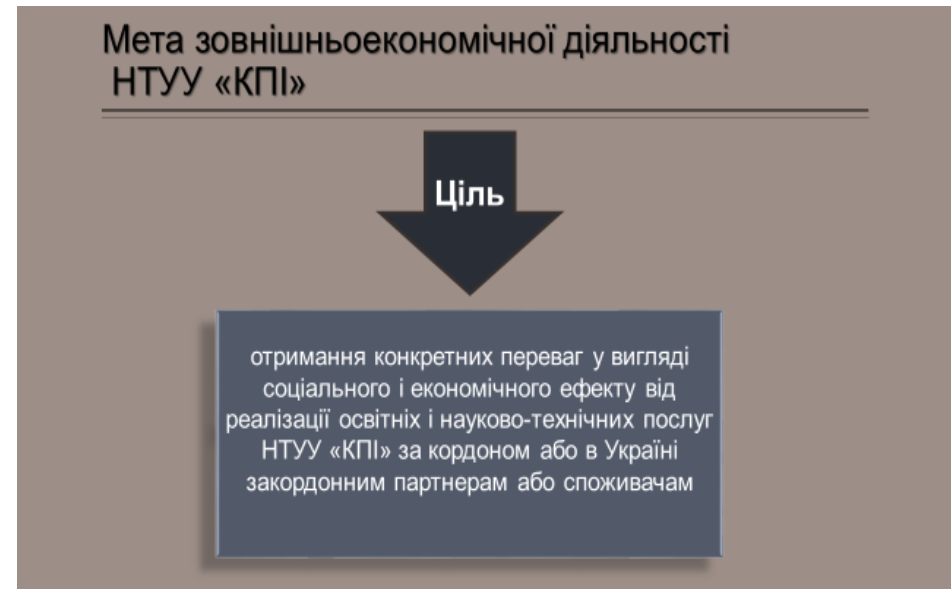 Мета зовнішньоекономічної діяльності
НТУУ «КПІ»
Ціль
отримання конкретних переваг у вигляді
соціального і економічного ефекту від
реалізації освітніх і науково-технічних послуг
НТУУ «КПІ» за кордоном або в Україні
закордонним партнерам або споживачам